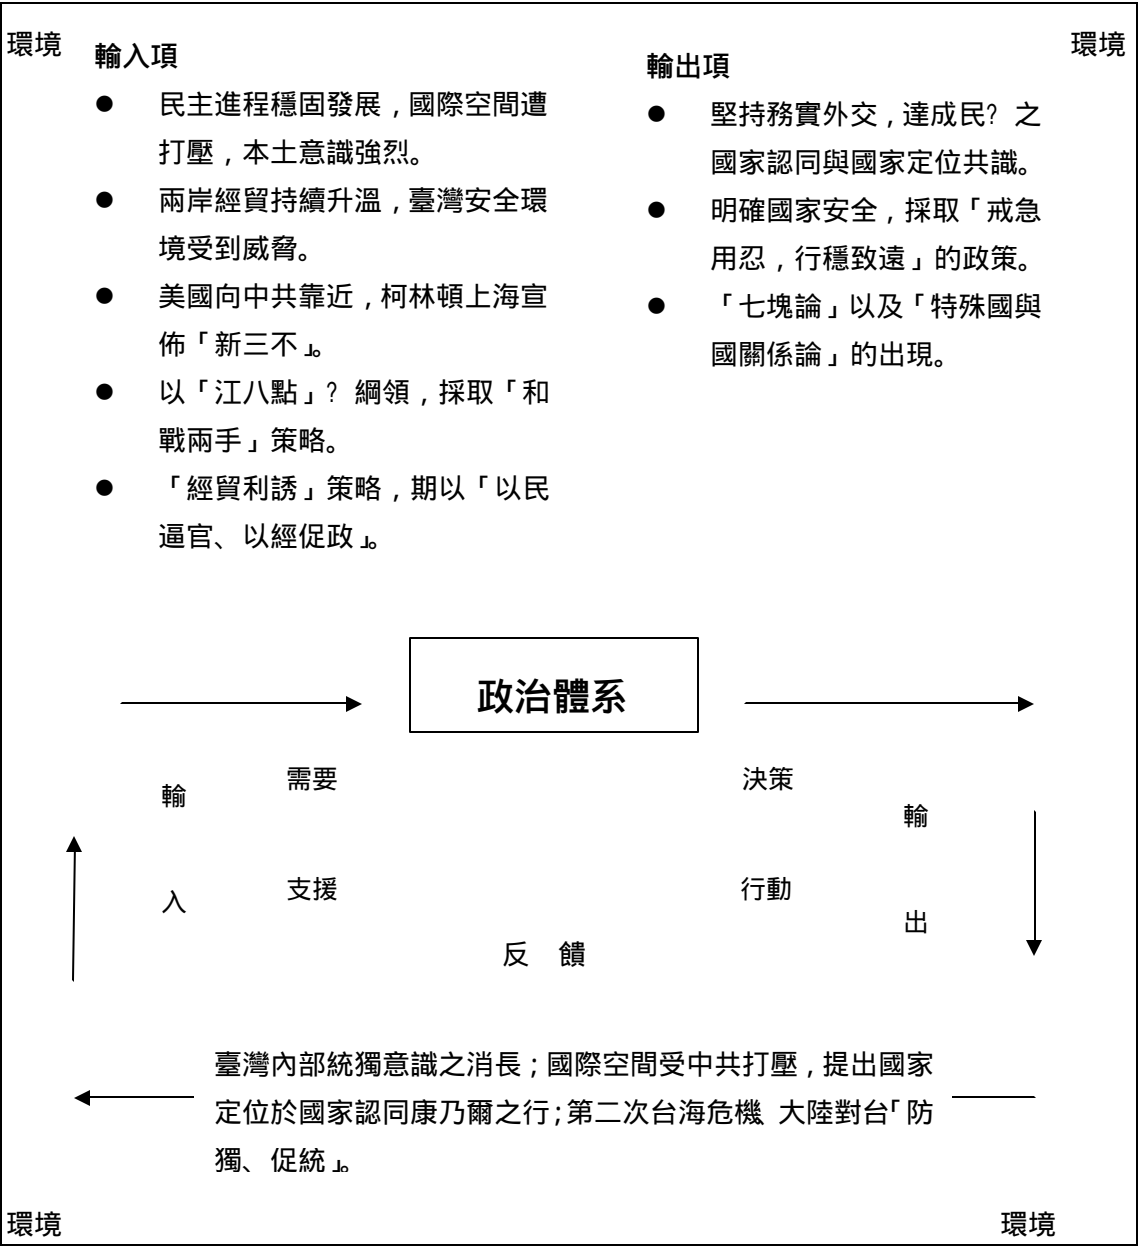 環境
環境
輸入項
● 民主進程穩固發展，國際空間遭
打壓，本土意識強烈。
● 兩岸經貿持續升溫，臺灣安全環
境受到威脅。
● 美國向中共靠近，柯林頓上海宣
佈「新三不」。
● 以「江八點」? 綱領，採取「和
戰兩手」策略。
● 「經貿利誘」策略，期以「以民
逼官、以經促政」。
輸出項
● 堅持務實外交，達成民? 之
國家認同與國家定位共識。
● 明確國家安全，採取「戒急
用忍，行穩致遠」的政策。
● 「七塊論」以及「特殊國與
國關係論」的出現。
政治體系
輸
入
需要
支援
決策
行動
輸
出
反 饋
臺灣內部統獨意識之消長；國際空間受中共打壓，提出國家
定位於國家認同康乃爾之行；第二次台海危機 大陸對台「防
獨、促統」。
環境
環境